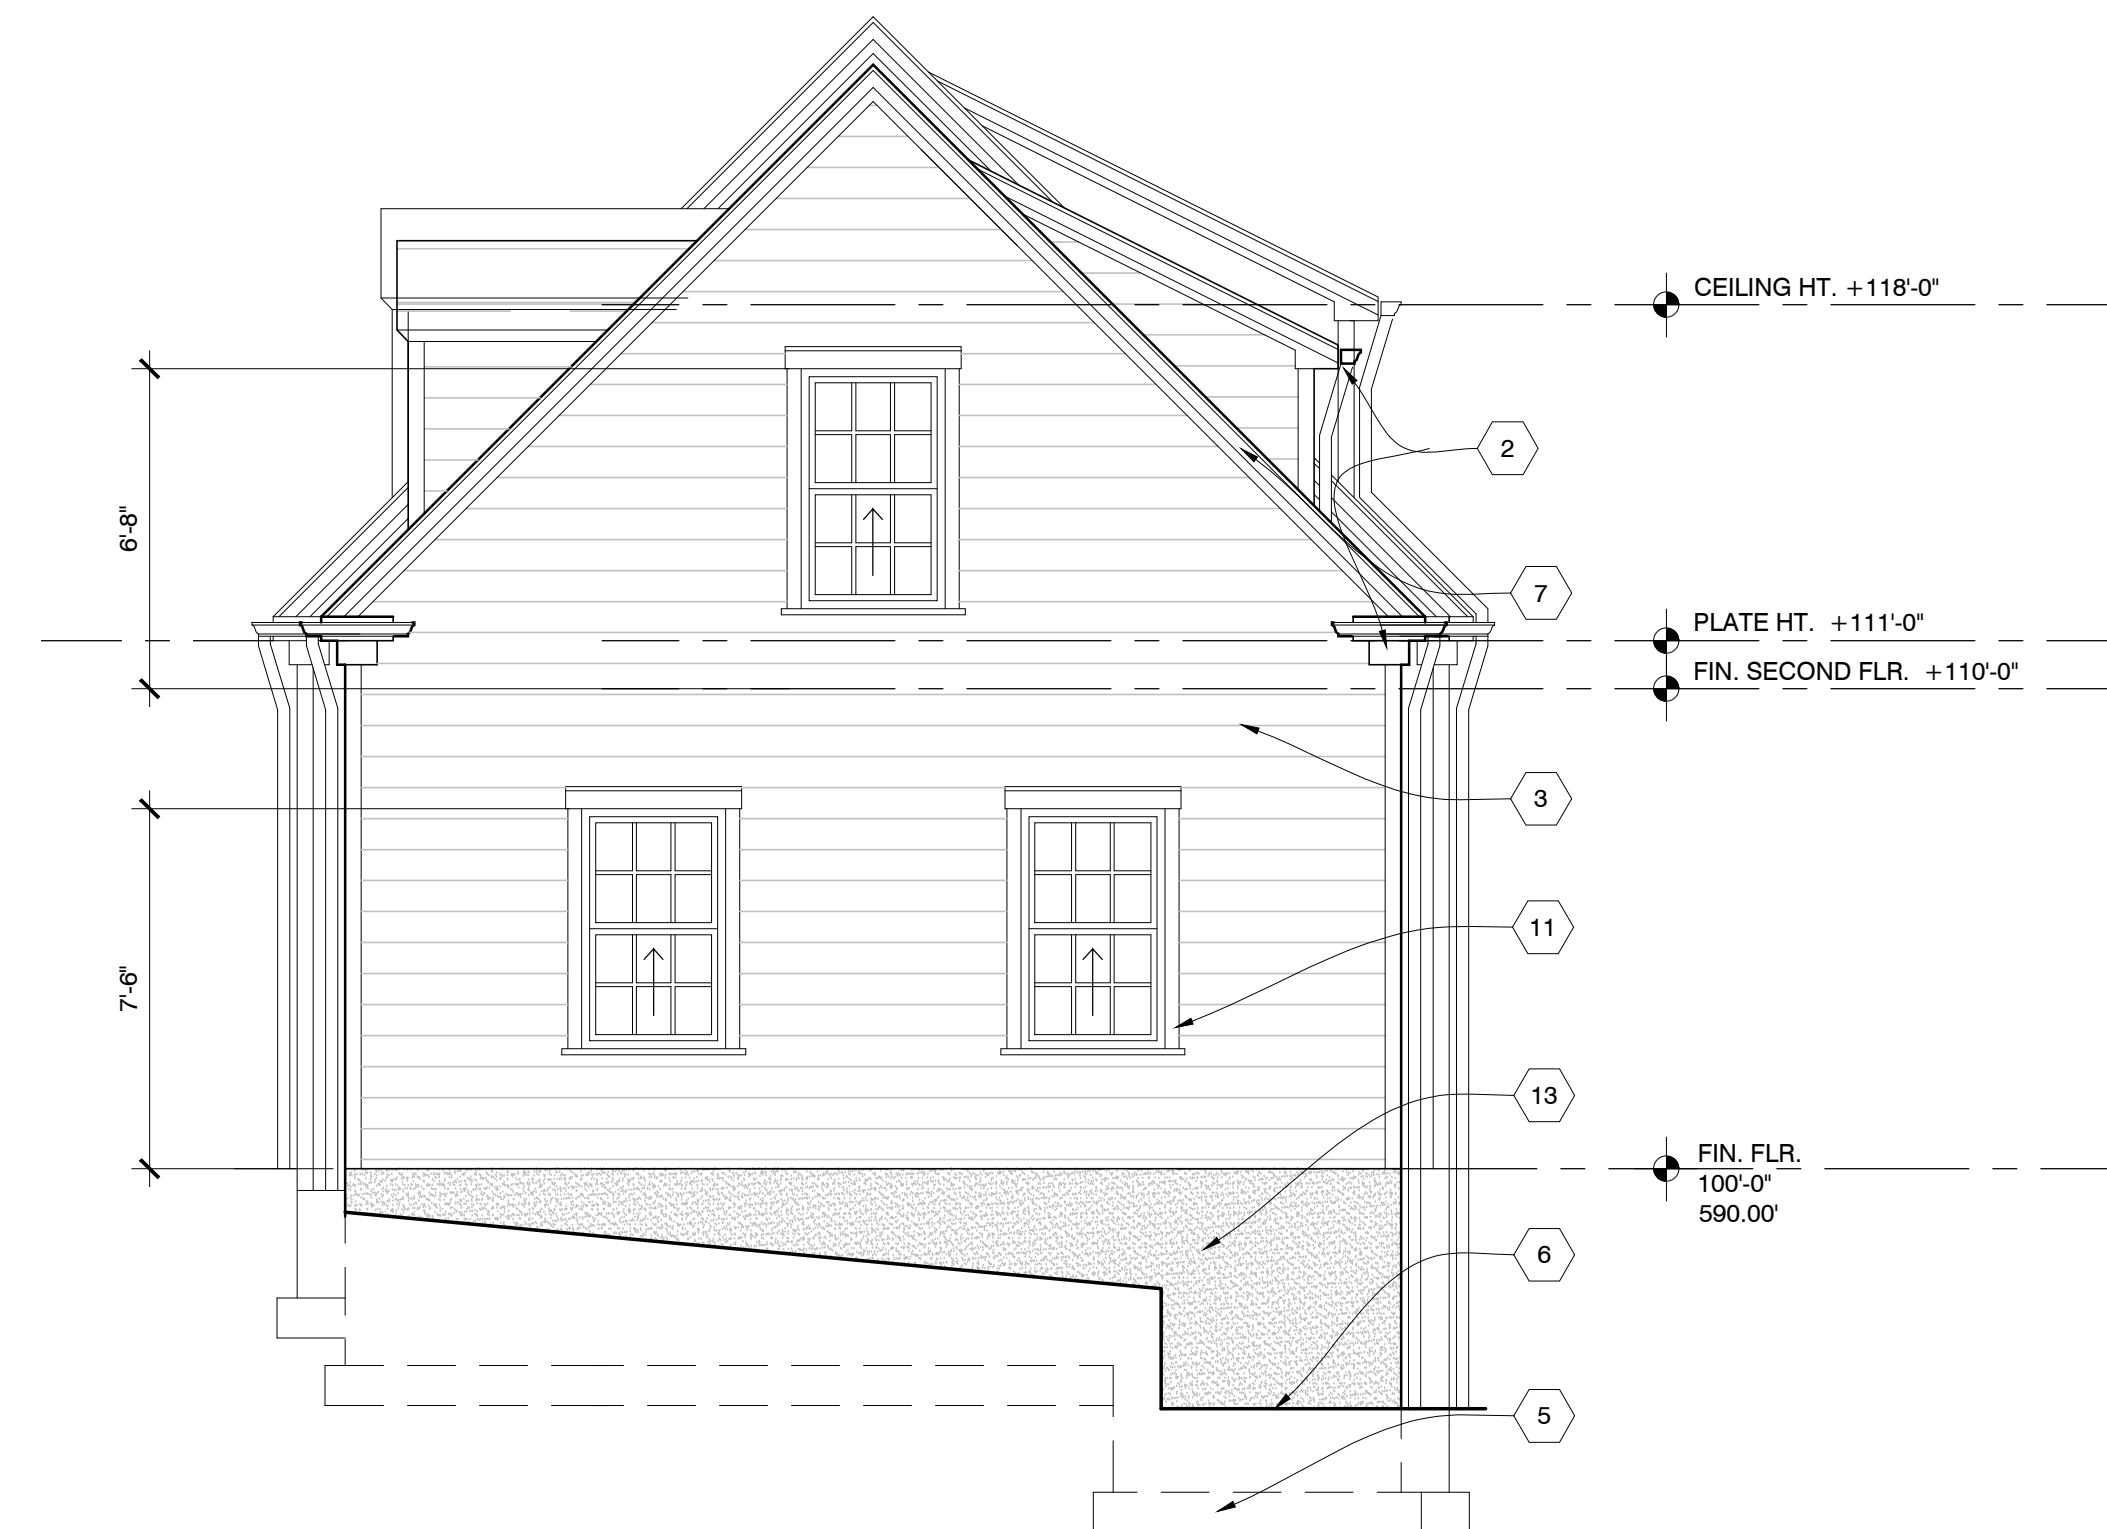 CEILING HT. +118'-0"
6'-8"
2
7
PLATE HT. +111'-0"
FIN. SECOND FLR. +110'-0"
3
11
7'-6"
13
FIN. FLR.
100'-0"
590.00'
6
5